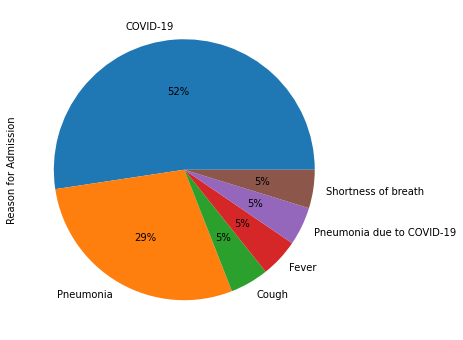 COVID-19
52%
Reason for Admission
5%
Shortness of breath
5%
Pneumonia due to COVID-19
5%
29%
5%
Fever
Pneumonia
Cough